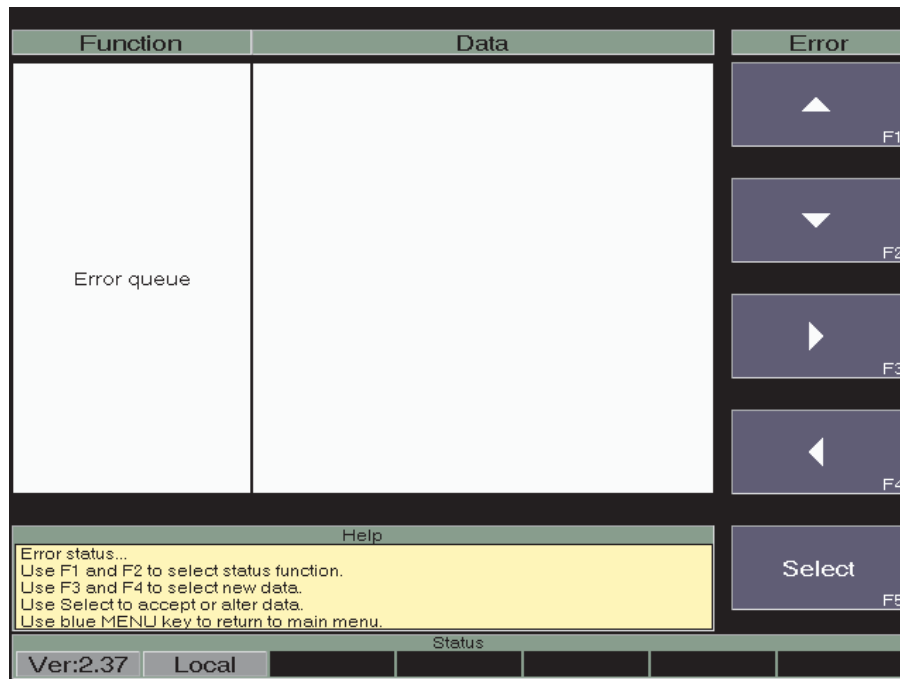 Function Data Error
F1
F2
Error queue
F3
F4
Help
Error status...
Use F1 and F2 to select status function.
Use F3 and F4 to select new data.
Use Select to accept or alter data.
Use blue MENU key to return to main menu.
Select
F5
Status
Ver:2.37 Local